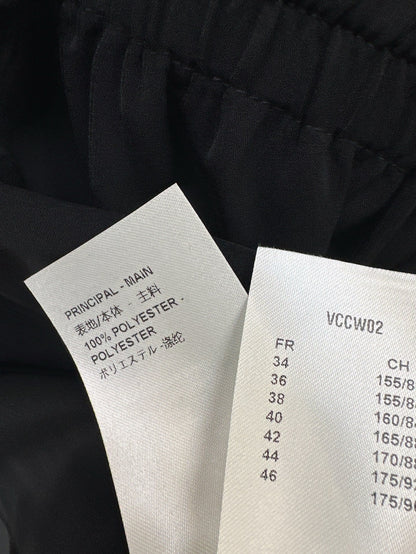 PRINCIPAL - MAIN
表地/本体 - 主料
100% POLYESTER -
POLYESTER
ポリエステル - 涤纶
VCCW02
FR
CH
34
155/8
36
155/8
38
160/8
40
165/8
42
170/8
44
175/9
46
175/9